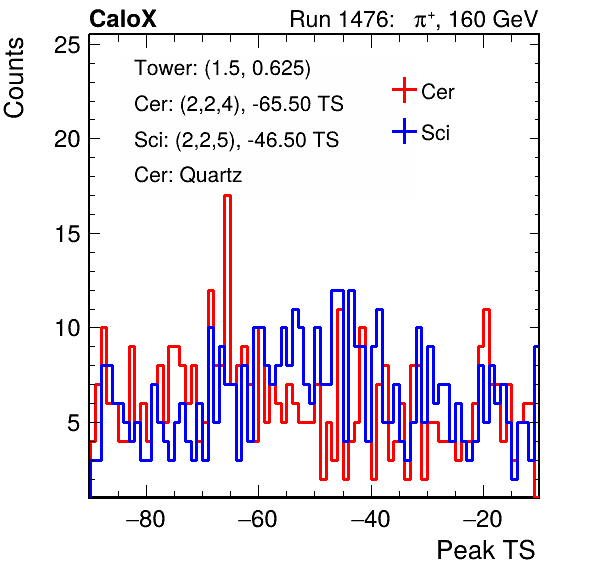 CaloX Run 1476: π⁺, 160 GeV
Counts
Tower: (1.5, 0.625)
Cer: (2,2,4), -65.50 TS
Sci: (2,2,5), -46.50 TS
Cer: Quartz
Cer
Sci
25
20
15
10
5
−80 −60 −40 −20
Peak TS